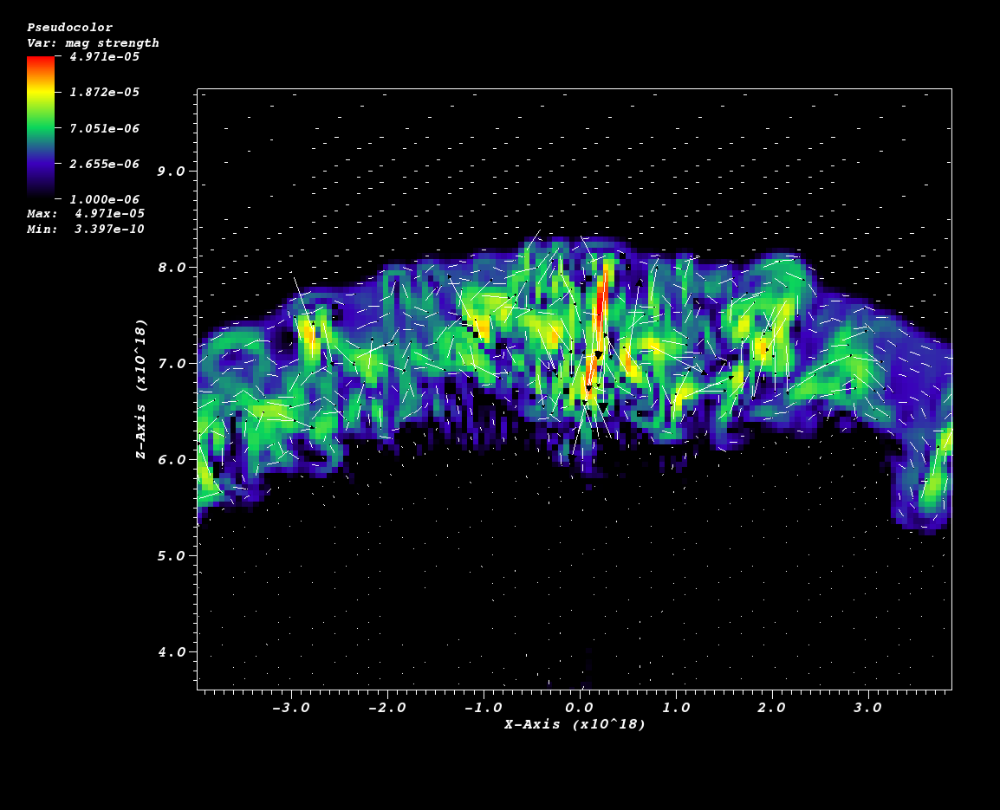 Pseudocolor
Var: mag strength
4.971e-05
1.872e-05
7.051e-06
2.655e-06
1.000e-06
Max: 4.971e-05
Min: 3.397e-10
9.0
8.0
7.0
6.0
5.0
4.0
z-Axis (x10^18)
-3.0 -2.0 -1.0 0.0 1.0 2.0 3.0
X-Axis (x10^18)